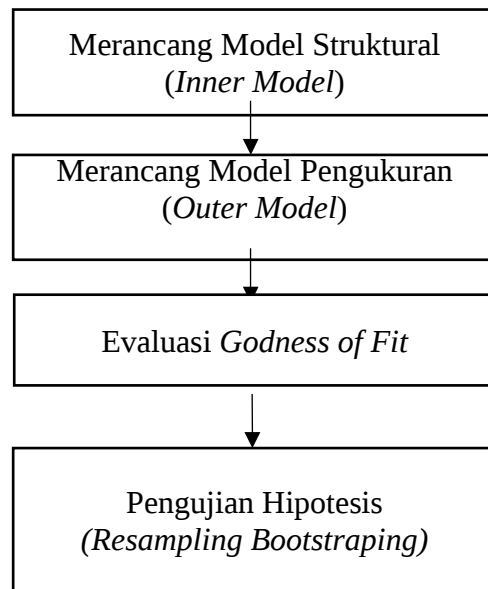 Merancang Model Struktural
(Inner Model)
Merancang Model Pengukuran
(Outer Model)
Evaluasi Godness of Fit
Pengujian Hipotesis
(Resampling Bootstraping)